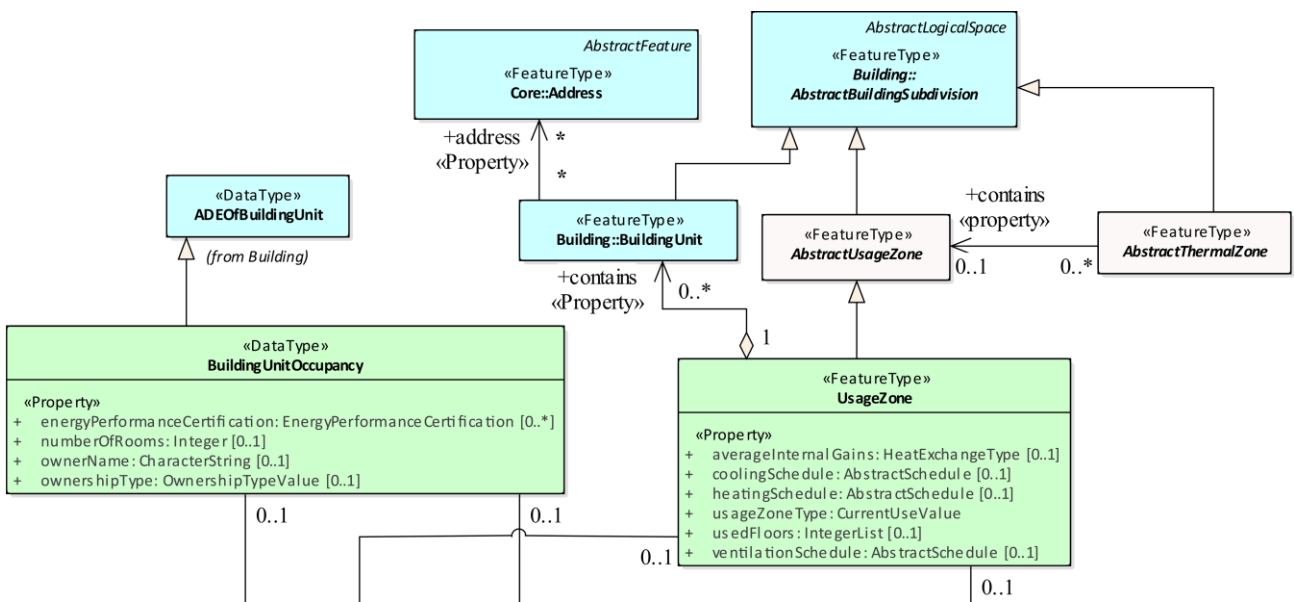 AbstractFeature
«FeatureType»
Core::Address
AbstractLogicalSpace
«FeatureType»
Building::
AbstractBuildingSubdivision
+address
«Property»
*
*
«DataType»
ADEOfBuildingUnit
(from Building)
«FeatureType»
Building::BuildingUnit
+contains
«Property»
0..*
1
«FeatureType»
AbstractUsageZone
+contains
«property»
0..1
0..*
«FeatureType»
AbstractThermalZone
«DataType»
BuildingUnitOccupancy
«Property»
+ energyPerformanceCertification: EnergyPerformanceCertification [0..*]
+ numberOfRooms: Integer [0..1]
+ ownerName: CharacterString [0..1]
+ ownershipType: OwnershipTypeValue [0..1]
0..1
0..1
«FeatureType»
UsageZone
«Property»
+ averageInternalGains: HeatExchangeType [0..1]
+ coolingSchedule: AbstractSchedule [0..1]
+ heatingSchedule: AbstractSchedule [0..1]
+ usageZoneType: CurrentUseValue
+ usedFloors: IntegerList [0..1]
+ ventilationSchedule: AbstractSchedule [0..1]
0..1
0..1